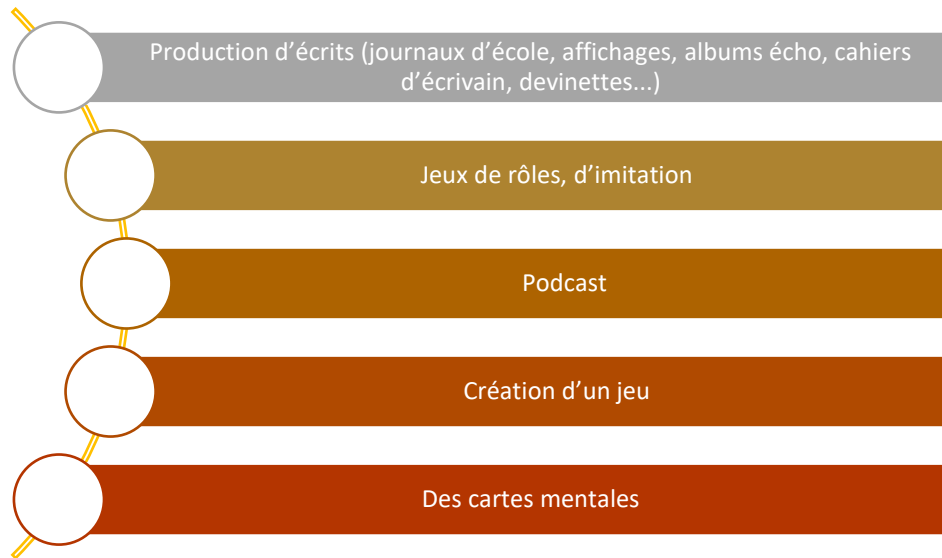 Production d’écrits (journaux d’école, affichages, albums écho, cahiers
d’écrivain, devinettes...)
Jeux de rôles, d’imitation
Podcast
Création d’un jeu
Des cartes mentales